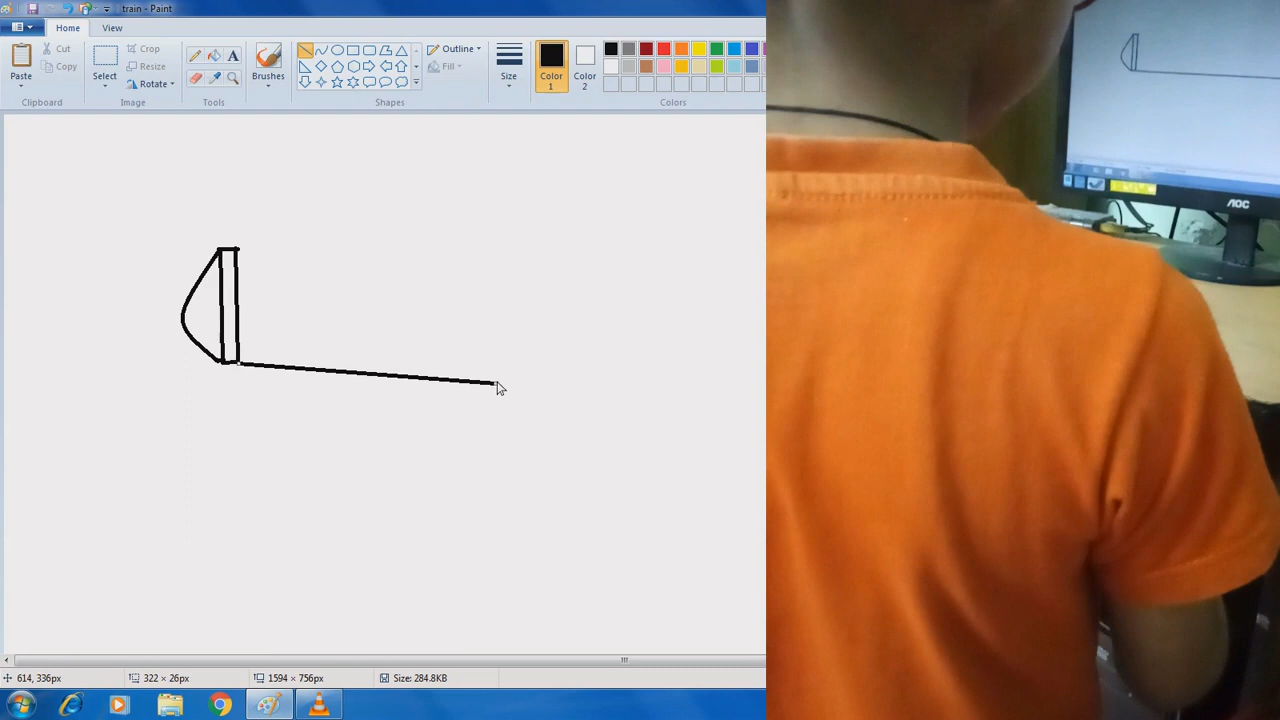 train - Paint
Home View
Paste
Cut
Copy
Clipboard
Select
Crop
Resize
Rotate
Image
A
Tools
Brushes
Outline
Fill
Shapes
Size
Color 1
Color 2
Colors
614, 336px 322 × 26px 1594 × 756px Size: 284.8KB
AOC